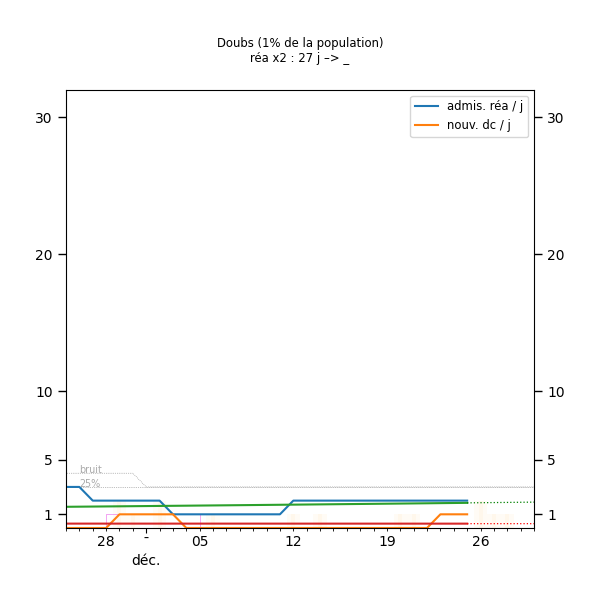 Doubs (1% de la population)
réa x2 : 27 j –> _
admis. réa / j
nouv. dc / j
30
30
20
20
10
10
5
5
bruit
25%
1
1
28
-
05
12
19
26
déc.